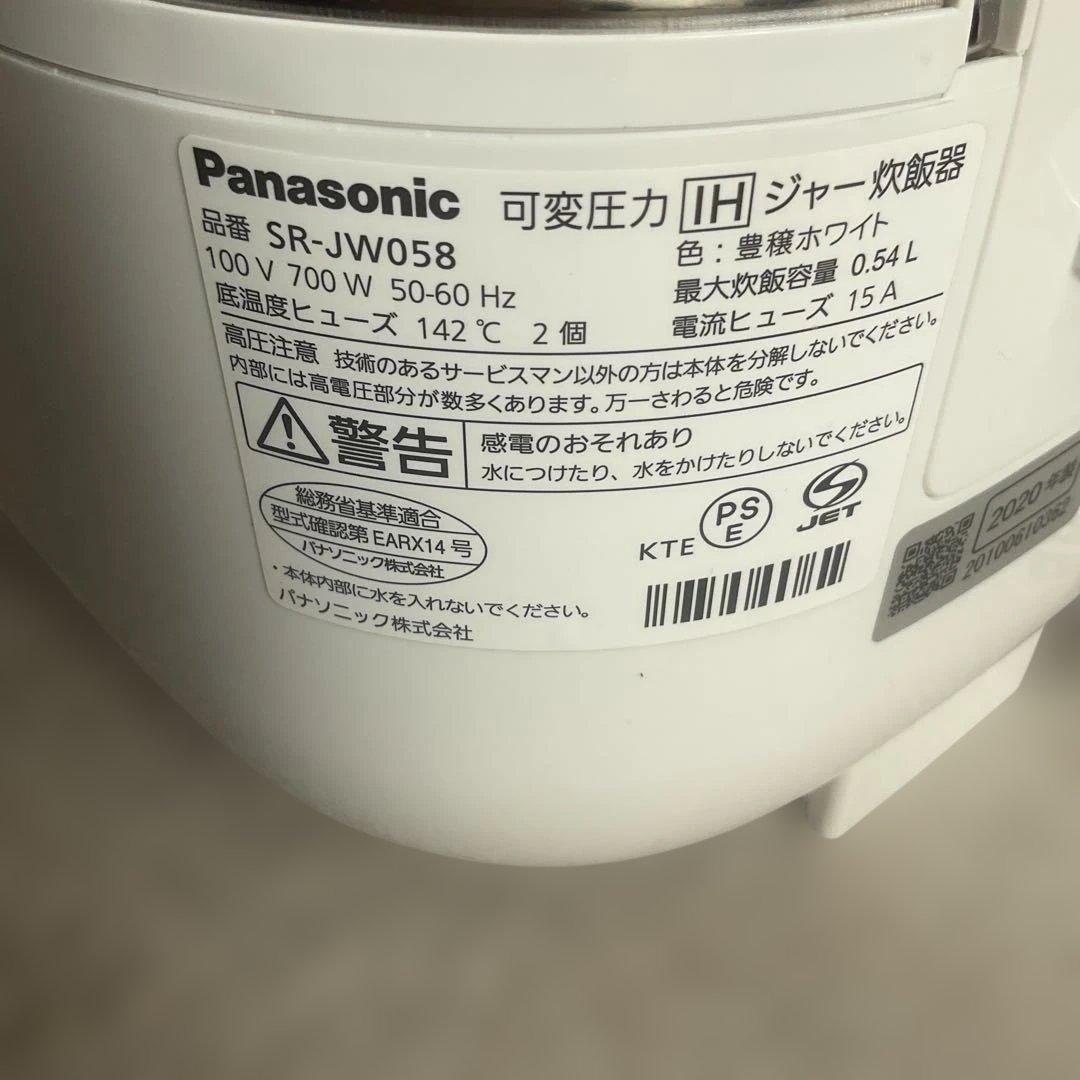 Panasonic 可変圧力 IH ジャー炊飯器
品番 SR-JW058 色：豊穣ホワイト
100 V 700 W 50-60 Hz 最大炊飯容量 0.54 L
底温度ヒューズ 142 ℃ 2 個 電流ヒューズ 15 A
高圧注意 技術のあるサービスマン以外の方は本体を分解しないでください。
内部には高電圧部分が数多くあります。万一さわると危険です。
警告 感電のおそれあり
水につけたり、水をかけたりしないでください。
総務省基準適合
型式確認第 EARX14 号
パナソニック株式会社
KTE PS E JET
・本体内部に水を入れないでください。
パナソニック株式会社
2020 年製
20100610362